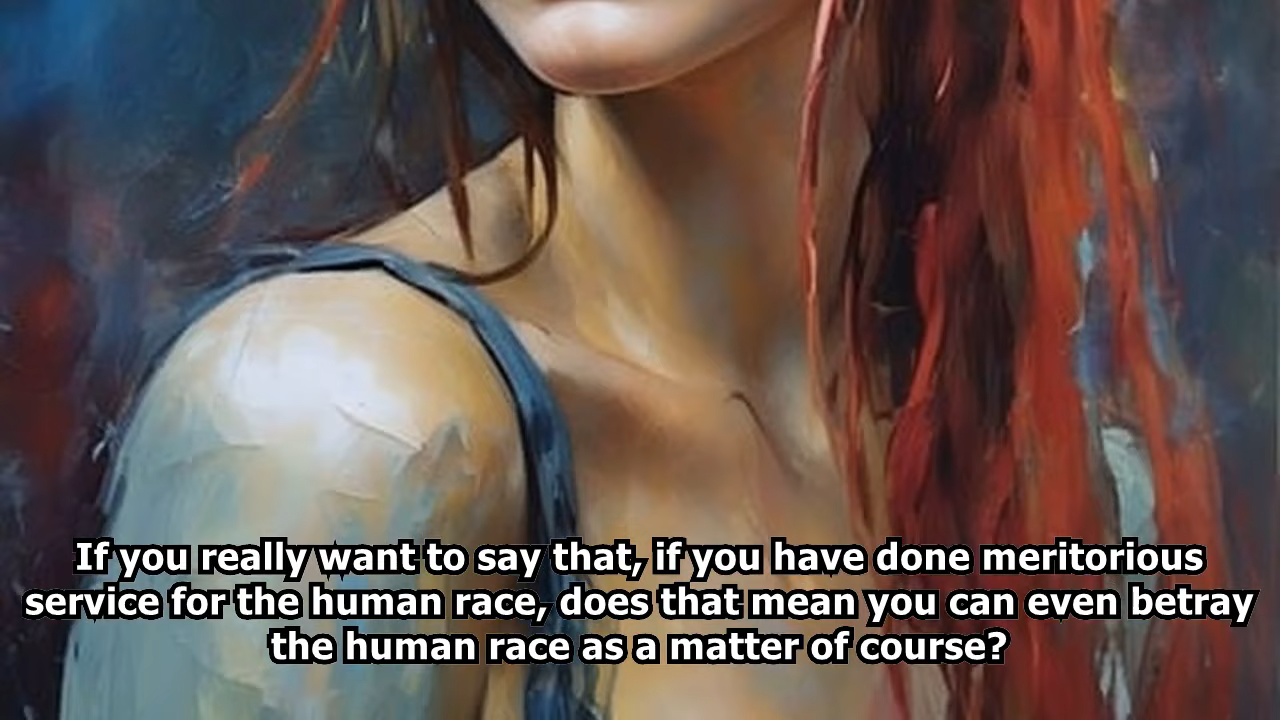 If you really want to say that, if you have done meritorious
service for the human race, does that mean you can even betray
the human race as a matter of course?